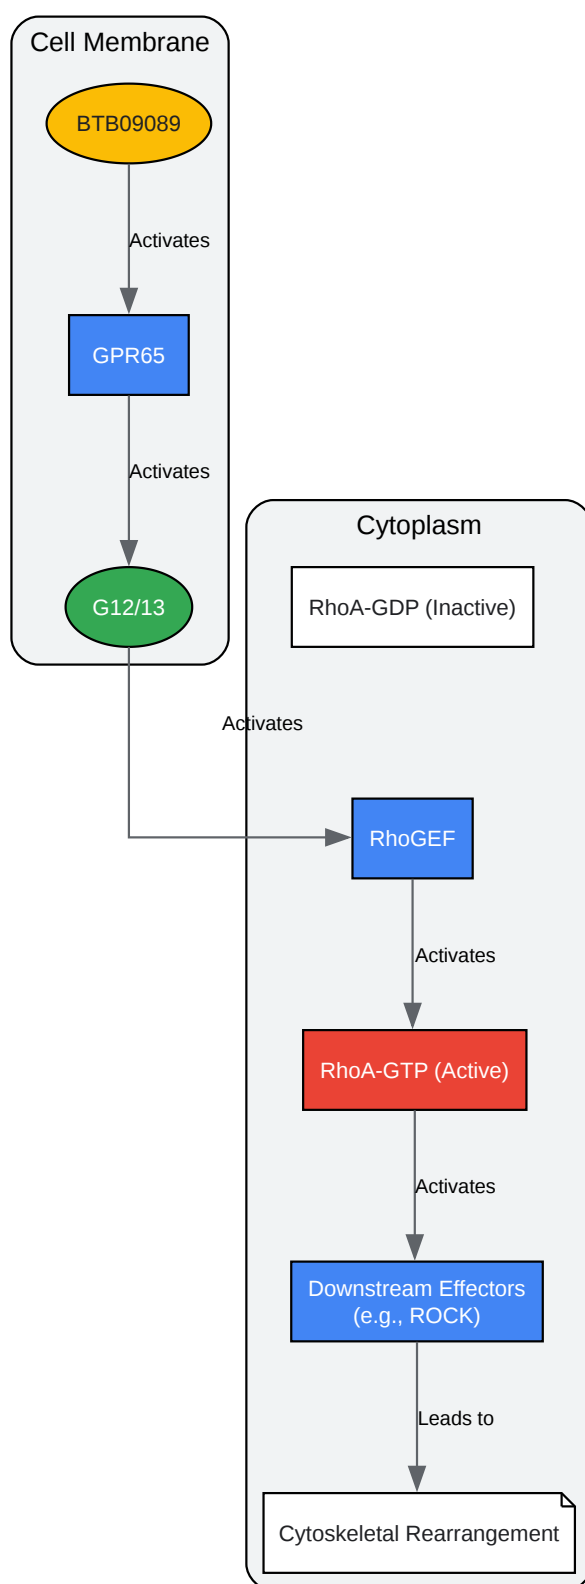 Cell Membrane
BTB09089
Activates
GPR65
Activates
G12/13
Cytoplasm
RhoA-GDP (Inactive)
Activates
RhoGEF
Activates
RhoA-GTP (Active)
Activates
Downstream Effectors
(e.g., ROCK)
Leads to
Cytoskeletal Rearrangement